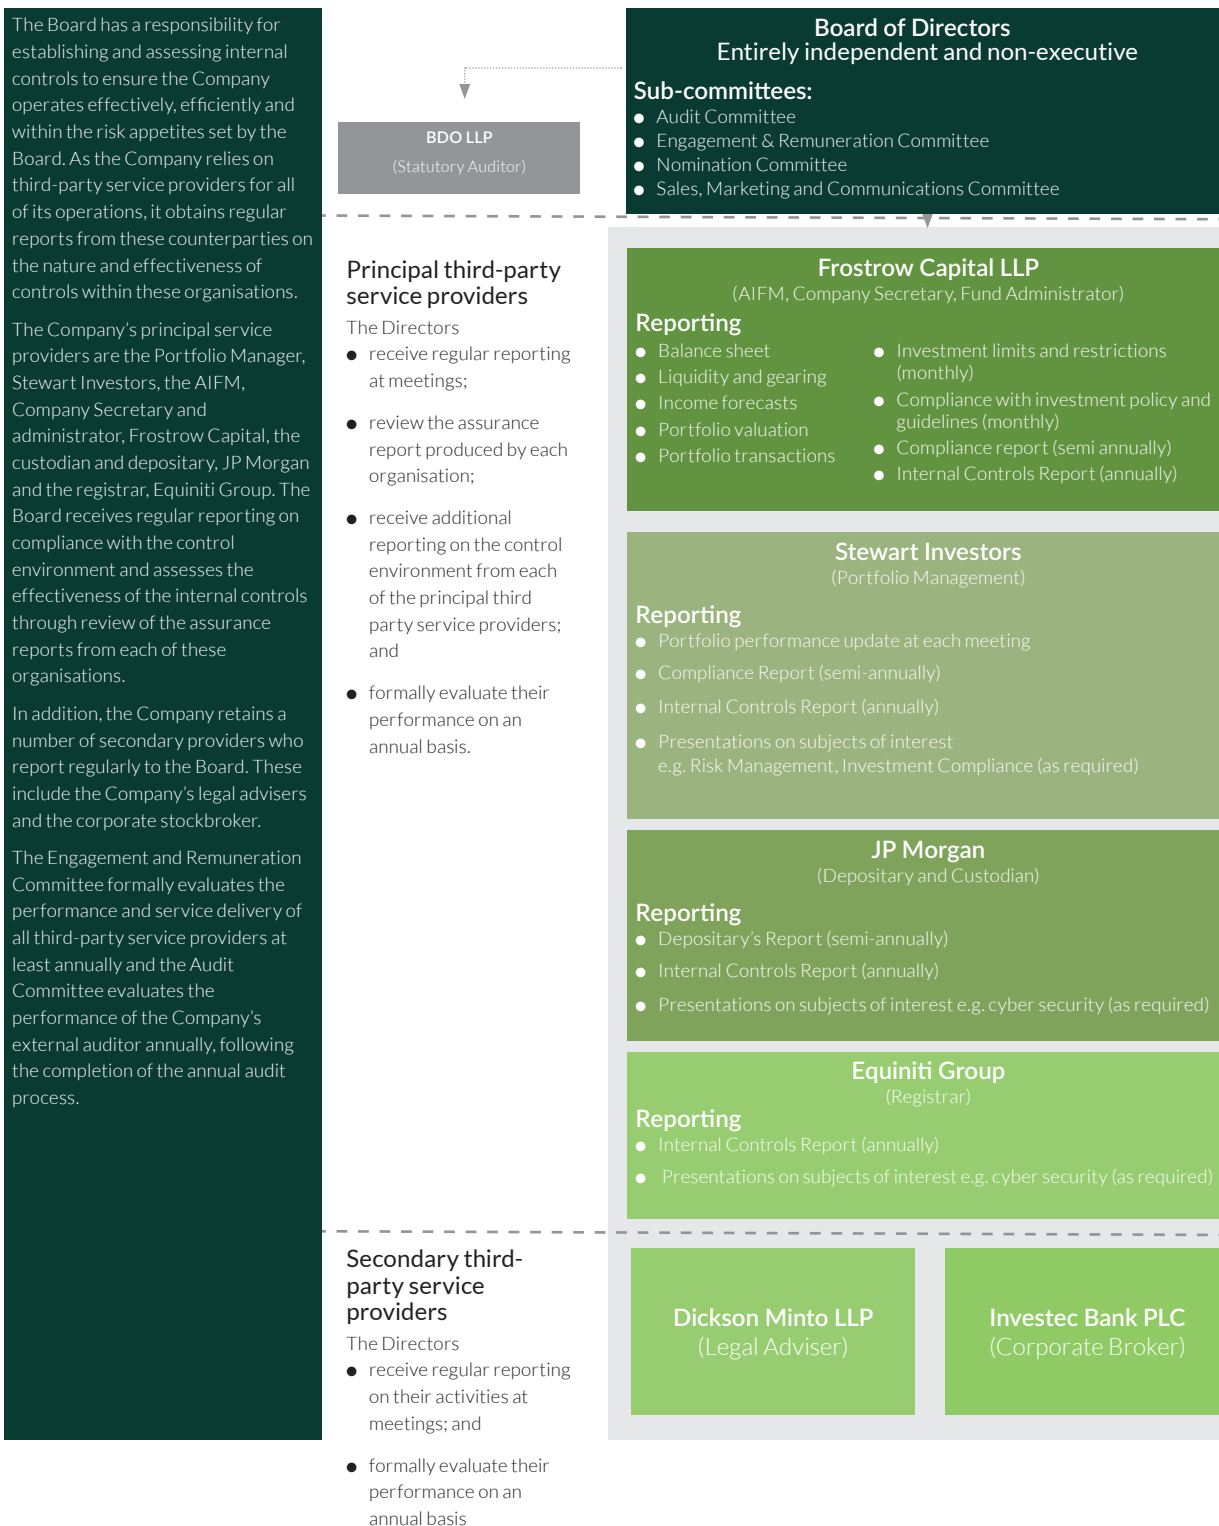 The Board has a responsibility for
establishing and assessing internal
controls to ensure the Company
operates effectively, efficiently and
within the risk appetites set by the
Board. As the Company relies on
third-party service providers for all
of its operations, it obtains regular
reports from these counterparties on
the nature and effectiveness of
controls within these organisations.
The Company's principal service
providers are the Portfolio Manager,
Stewart Investors, the AIFM,
Company Secretary and
administrator, Frostrow Capital, the
custodian and depositary, JP Morgan
and the registrar, Equiniti Group. The
Board receives regular reporting on
compliance with the control
environment and assesses the
effectiveness of the internal controls
through review of the assurance
reports from each of these
organisations.
In addition, the Company retains a
number of secondary providers who
report regularly to the Board. These
include the Company's legal advisers
and the corporate stockbroker.
The Engagement and Remuneration
Committee formally evaluates the
performance and service delivery of
all third-party service providers at
least annually and the Audit
Committee evaluates the
performance of the Company's
external auditor annually, following
the completion of the annual audit
process.
BDO LLP
(Statutory Auditor)
Board of Directors
Entirely independent and non-executive
Sub-committees:
● Audit Committee
● Engagement & Remuneration Committee
● Nomination Committee
● Sales, Marketing and Communications Committee
Principal third-party
service providers
The Directors
● receive regular reporting
at meetings;
● review the assurance
report produced by each
organisation;
● receive additional
reporting on the control
environment from each
of the principal third
party service providers;
and
● formally evaluate their
performance on an
annual basis.
Frostrow Capital LLP
(AIFM, Company Secretary, Fund Administrator)
Reporting
● Balance sheet
● Liquidity and gearing
● Income forecasts
● Portfolio valuation
● Portfolio transactions
● Investment limits and restrictions
(monthly)
● Compliance with investment policy and
guidelines (monthly)
● Compliance report (semi annually)
● Internal Controls Report (annually)
Stewart Investors
(Portfolio Management)
Reporting
● Portfolio performance update at each meeting
● Compliance Report (semi-annually)
● Internal Controls Report (annually)
● Presentations on subjects of interest
e.g. Risk Management, Investment Compliance (as required)
JP Morgan
(Depositary and Custodian)
Reporting
● Depositary's Report (semi-annually)
● Internal Controls Report (annually)
● Presentations on subjects of interest e.g. cyber security (as required)
Equiniti Group
(Registrar)
Reporting
● Internal Controls Report (annually)
● Presentations on subjects of interest e.g. cyber security (as required)
Secondary third-
party service
providers
The Directors
● receive regular reporting
on their activities at
meetings; and
● formally evaluate their
performance on an
annual basis
Dickson Minto LLP
(Legal Adviser)
Investec Bank PLC
(Corporate Broker)